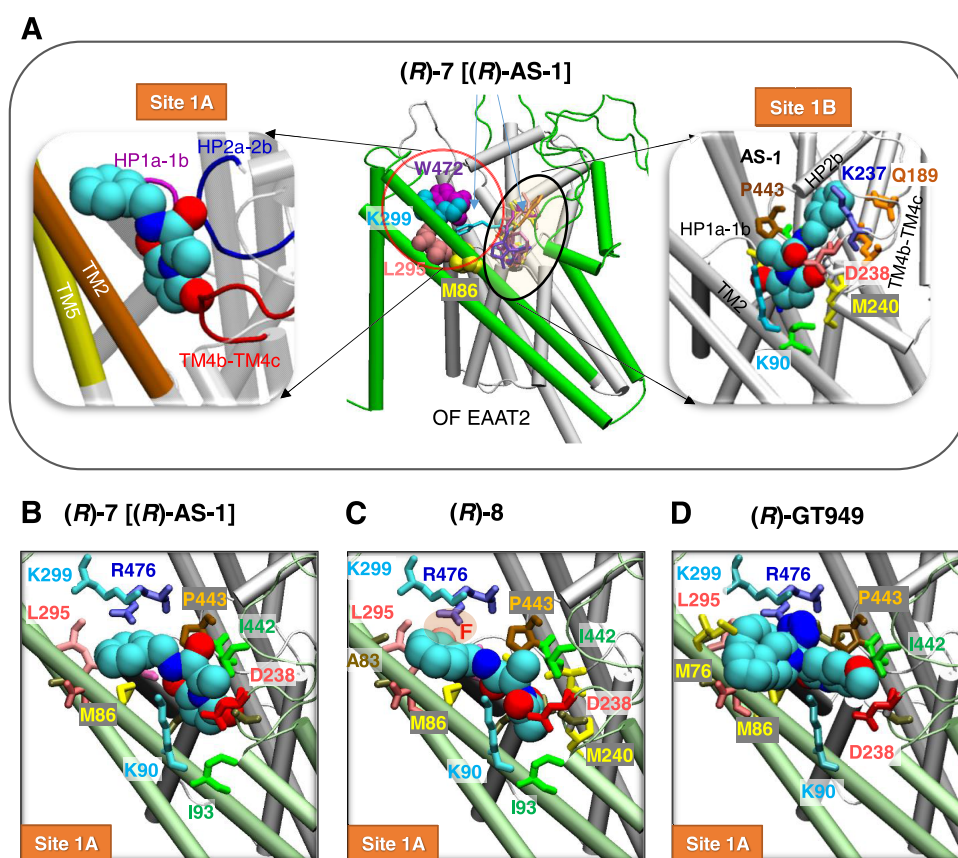 A
(R)-7 [(R)-AS-1]
Site 1A
HP1a-1b
HP2a-2b
TM2
TM5
TM4b-TM4c
W472
K299
L295
M86
OF EAAT2
Site 1B
AS-1
HP2b
K237
Q189
P443
HP1a-1b
TM4b-TM4c
D238
TM2
M240
K90
B (R)-7 [(R)-AS-1]
K299
R476
L295
P443
I442
D238
M86
K90
I93
Site 1A
C (R)-8
K299
R476
L295
P443
F
I442
A83
D238
M86
M240
K90
I93
Site 1A
D (R)-GT949
K299
R476
L295
P443
I442
M76
M86
D238
K90
Site 1A